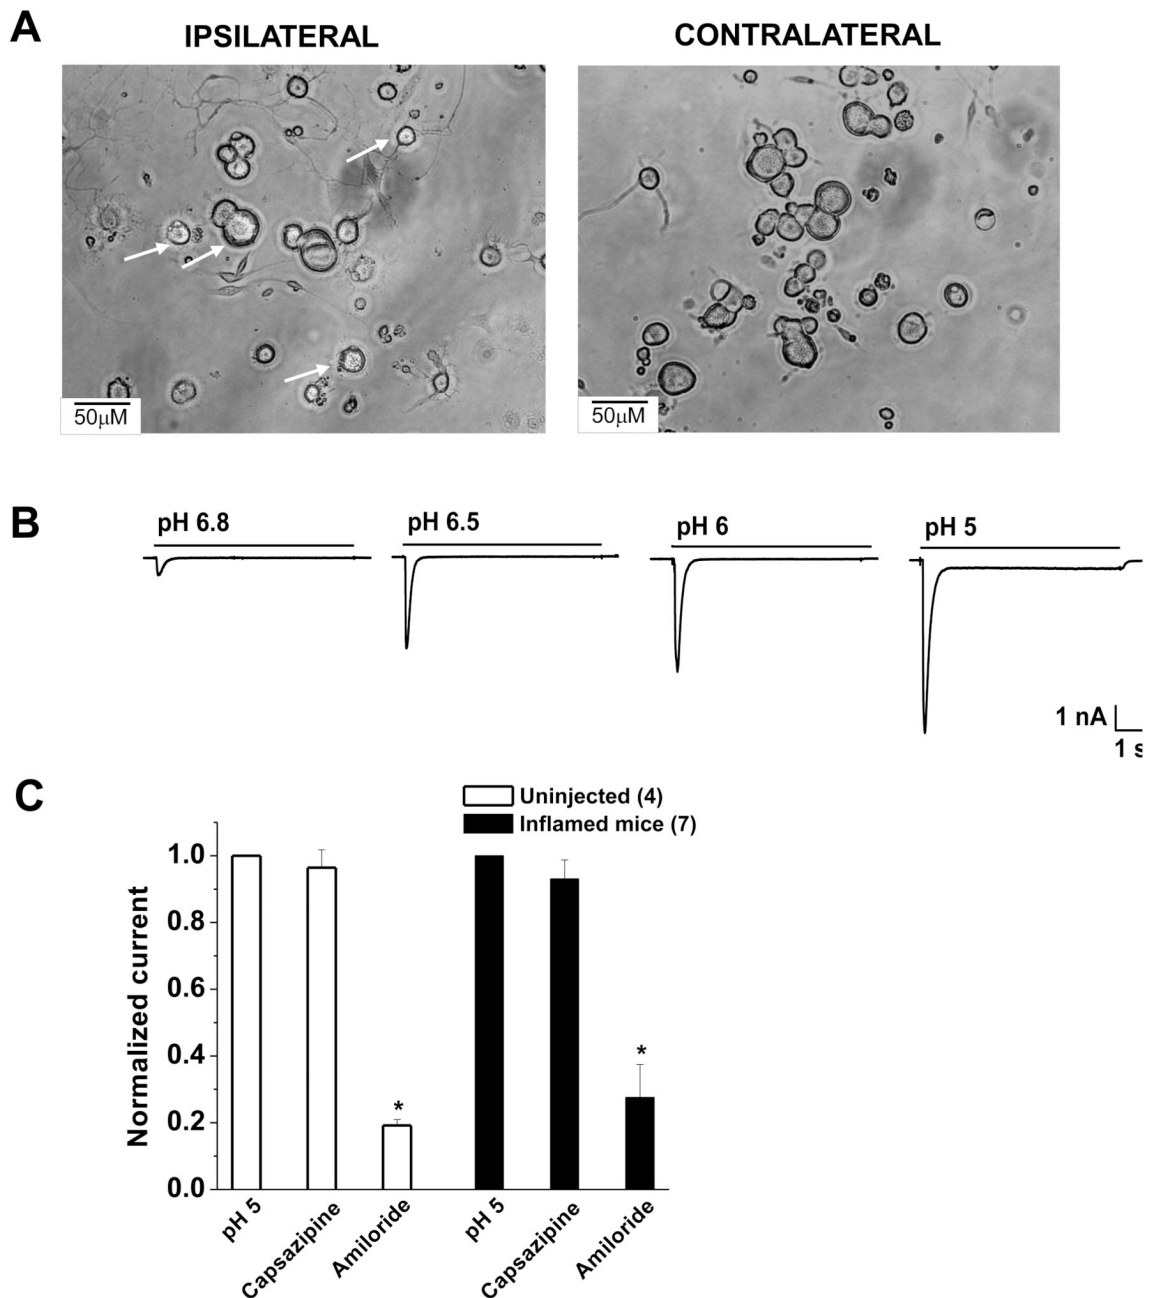 A
IPSILATERAL
CONTRALATERAL
50µM
50µM
B
pH 6.8
pH 6.5
pH 6
pH 5
1 nA
1 s
C
Uninjected (4)
Inflamed mice (7)
Normalized current
1.0
0.8
0.6
0.4
0.2
0.0
*
*
pH 5
Capsazipine
Amiloride
pH 5
Capsazipine
Amiloride